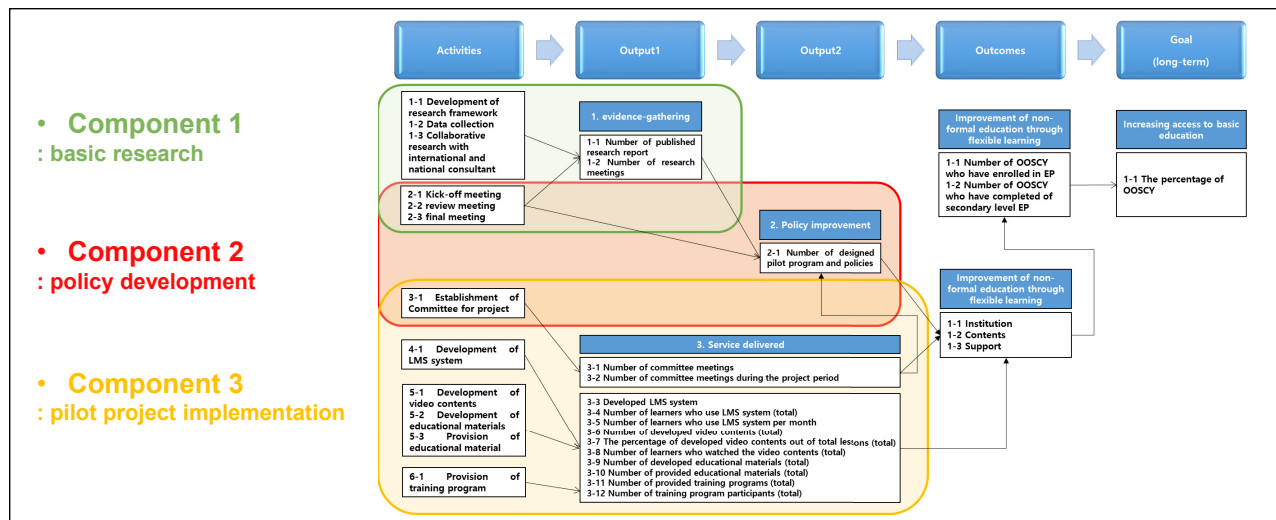 Activities
Output1
Output2
Outcomes
Goal
(long-term)
• Component 1
: basic research
• Component 2
: policy development
• Component 3
: pilot project implementation
1-1 Development of
research framework
1-2 Data collection
1-3 Collaborative
research with
international and
national consultant
2-1 Kick-off meeting
2-2 review meeting
2-3 final meeting
3-1 Establishment of
Committee for project
4-1 Development of
LMS system
5-1 Development of
video contents
5-2 Development of
educational materials
5-3 Provision of
educational material
6-1 Provision of
training program
1. evidence-gathering
1-1 Number of published
research report
1-2 Number of research
meetings
2. Policy improvement
2-1 Number of designed
pilot program and policies
3. Service delivered
3-1 Number of committee meetings
3-2 Number of committee meetings during the project period
3-3 Developed LMS system
3-4 Number of learners who use LMS system (total)
3-5 Number of learners who use LMS system per month
3-6 Number of developed video contents (total)
3-7 The percentage of developed video contents out of total lessons (total)
3-8 Number of learners who watched the video contents (total)
3-9 Number of developed educational materials (total)
3-10 Number of provided educational materials (total)
3-11 Number of provided training programs (total)
3-12 Number of training program participants (total)
Improvement of non-
formal education through
flexible learning
1-1 Number of OOSCY
who have enrolled in EP
1-2 Number of OOSCY
who have completed of
secondary level EP
Improvement of non-
formal education through
flexible learning
1-1 Institution
1-2 Contents
1-3 Support
Increasing access to basic
education
1-1 The percentage of
OOSCY